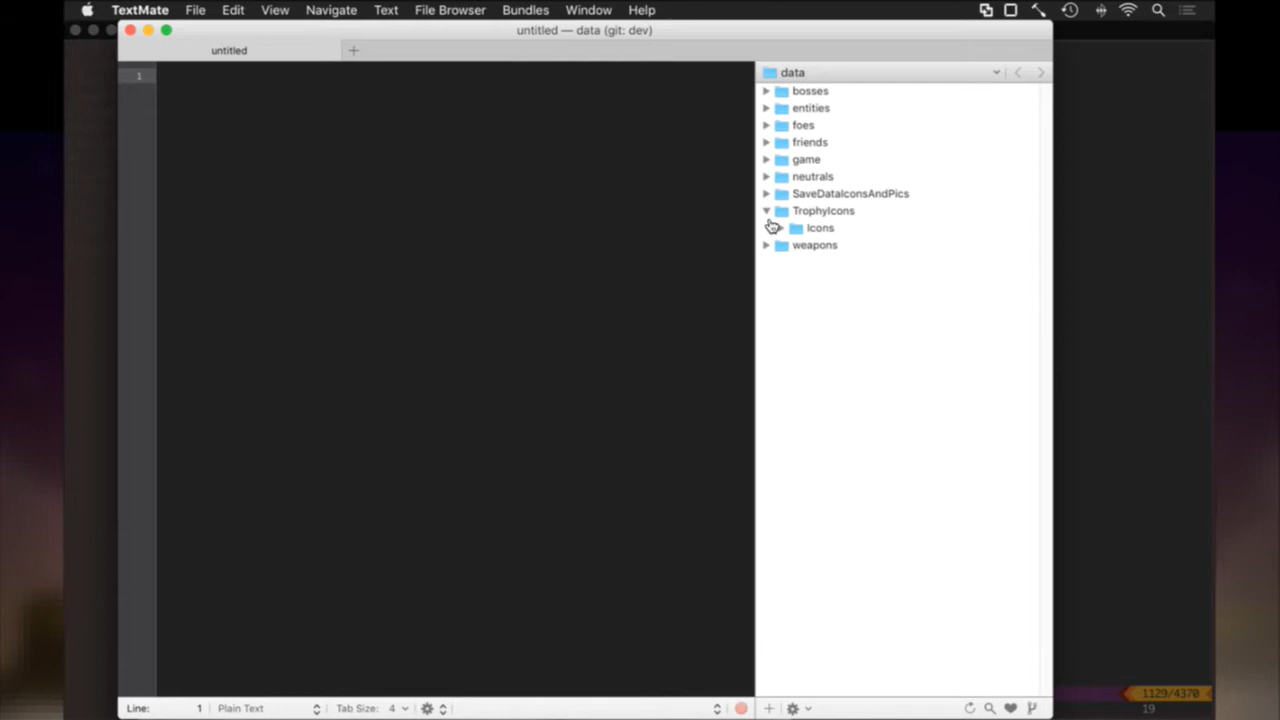 TextMate File Edit View Navigate Text File Browser Bundles Window Help
untitled — data (git: dev)
untitled
1
data
bosses
entities
foes
friends
game
neutrals
SaveDataIconsAndPics
TrophyIcons
Icons
weapons
1129/4370
19
Line: 1 Plain Text Tab Size: 4